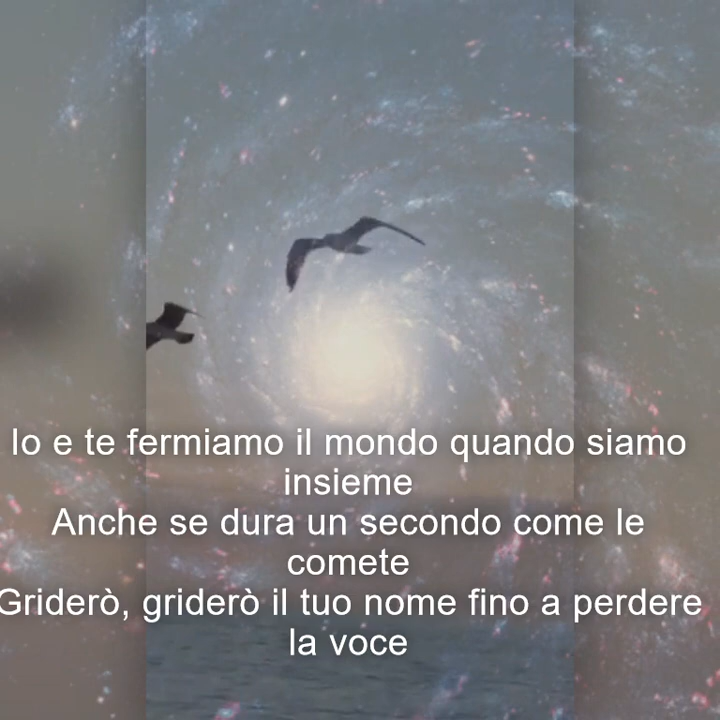 Io e te fermiamo il mondo quando siamo
insieme
Anche se dura un secondo come le
comete
Griderò, griderò il tuo nome fino a perdere
la voce